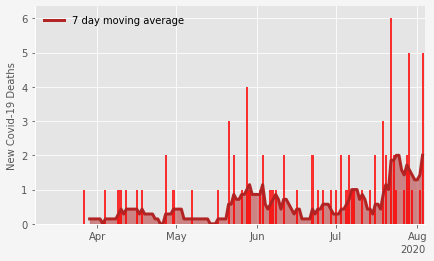 7 day moving average
New Covid-19 Deaths
6
5
4
3
2
1
0
Apr
May
Jun
Jul
Aug
2020